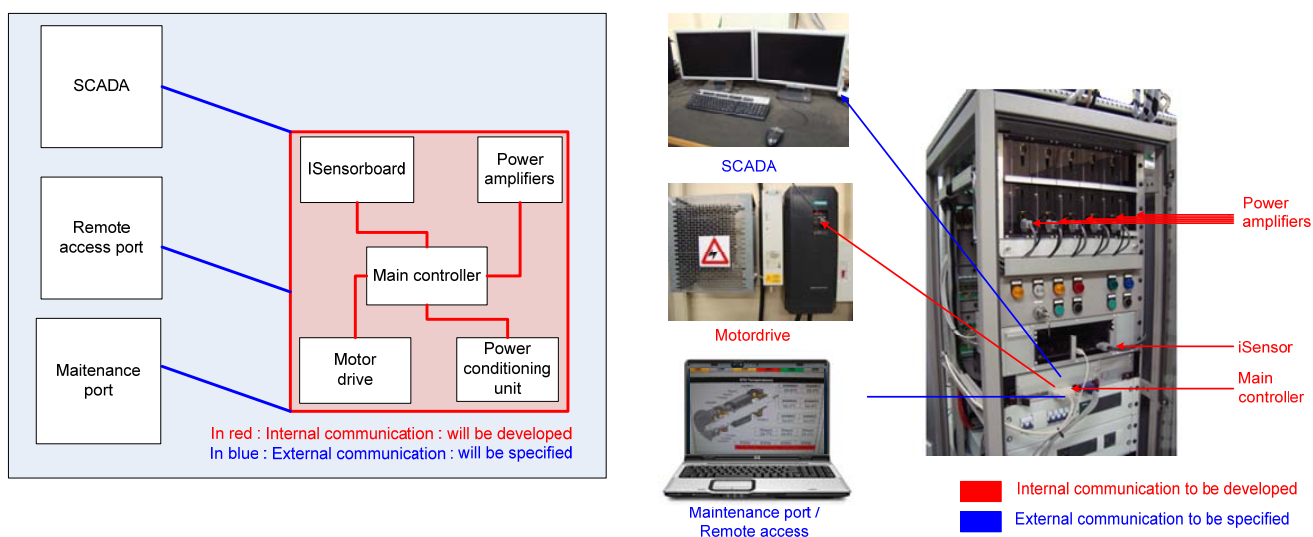 SCADA
Remote
access port
Maitenance
port
ISensorboard
Power
amplifiers
Main controller
Motor
drive
Power
conditioning
unit
In red : Internal communication : will be developed
In blue : External communication : will be specified
SCADA
Motordrive
Maintenance port /
Remote access
Power
amplifiers
iSensor
Main
controller
Internal communication to be developed
External communication to be specified